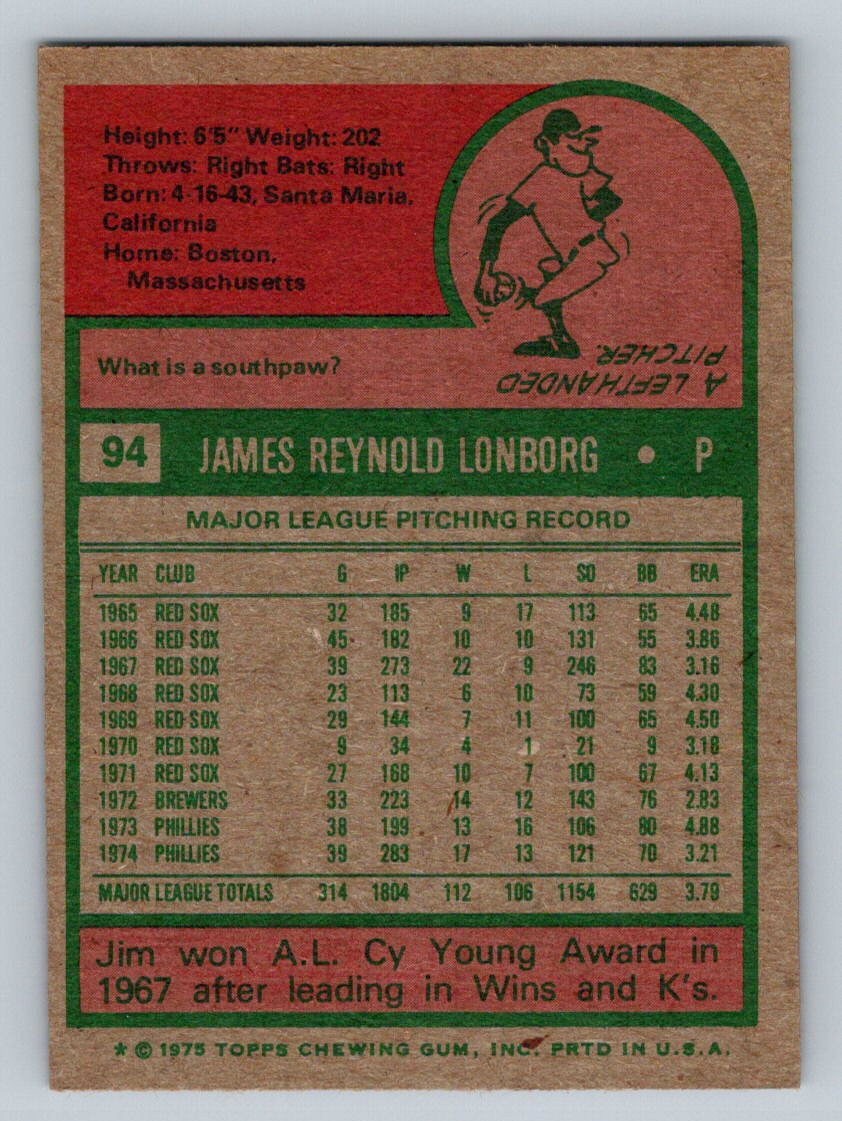 Height: 6'5" Weight: 202
Throws: Right Bats: Right
Born: 4-16-43, Santa Maria,
California
Home: Boston,
Massachusetts
What is a southpaw?
A LEFTHANDED
PITCHER.
94 JAMES REYNOLD LONBORG • P
MAJOR LEAGUE PITCHING RECORD
YEAR CLUB G IP W L SO BB ERA
1965 RED SOX 32 185 9 17 113 65 4.48
1966 RED SOX 45 182 10 10 131 55 3.86
1967 RED SOX 39 273 22 9 246 83 3.16
1968 RED SOX 23 113 6 10 73 59 4.30
1969 RED SOX 29 144 7 11 100 65 4.50
1970 RED SOX 9 34 4 1 21 9 3.18
1971 RED SOX 27 168 10 7 100 67 4.13
1972 BREWERS 33 223 14 12 143 76 2.83
1973 PHILLIES 38 199 13 16 106 80 4.88
1974 PHILLIES 39 283 17 13 121 70 3.21
MAJOR LEAGUE TOTALS 314 1804 112 106 1154 629 3.79
Jim won A.L. Cy Young Award in
1967 after leading in Wins and K's.
* © 1975 TOPPS CHEWING GUM, INC. PRTD IN U.S.A.